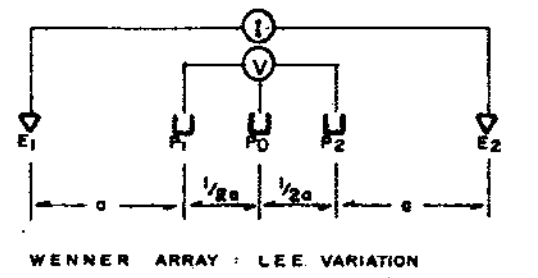 I
V
E1 P1 P0 P2 E2
a 1/2a 1/2a a
WENNER ARRAY : LEE VARIATION